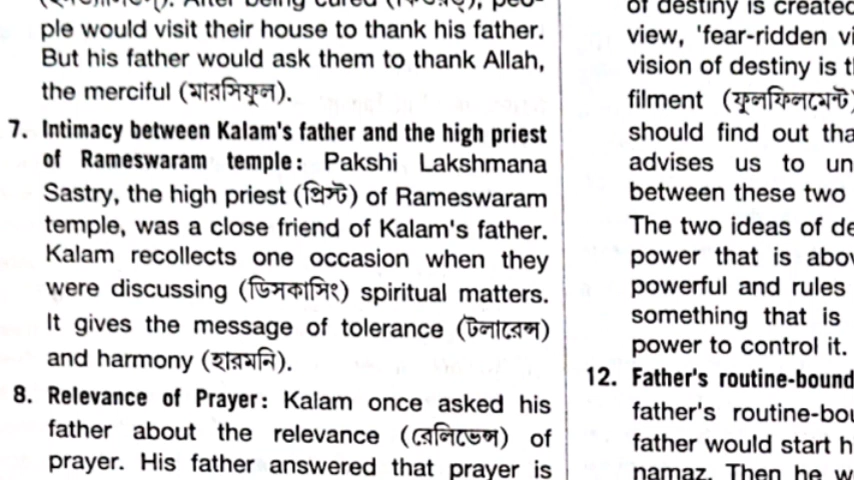 After being cured
ple would visit their house to thank his father.
But his father would ask them to thank Allah,
the merciful (মারসিফুল).
7. Intimacy between Kalam's father and the high priest
of Rameswaram temple: Pakshi Lakshmana
Sastry, the high priest (প্রিস্ট) of Rameswaram
temple, was a close friend of Kalam's father.
Kalam recollects one occasion when they
were discussing (ডিসকাসিং) spiritual matters.
It gives the message of tolerance (টলারেন্স)
and harmony (হারমনি).
8. Relevance of Prayer: Kalam once asked his
father about the relevance (রেলিভেন্স) of
prayer. His father answered that prayer is
of destiny is created
view, 'fear-ridden vi
vision of destiny is t
filment (ফুলফিলমেন্ট)
should find out tha
advises us to un
between these two
The two ideas of de
power that is abov
powerful and rules
something that is
power to control it.
12. Father's routine-bound
father's routine-bou
father would start h
namaz. Then he w